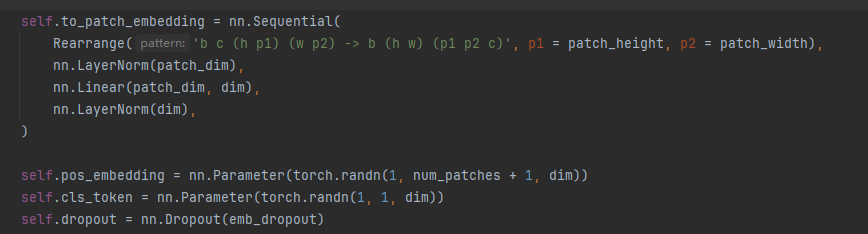 self.to_patch_embedding = nn.Sequential(
    Rearrange( pattern: 'b c (h p1) (w p2) -> b (h w) (p1 p2 c)', p1 = patch_height, p2 = patch_width),
    nn.LayerNorm(patch_dim),
    nn.Linear(patch_dim, dim),
    nn.LayerNorm(dim),
)

self.pos_embedding = nn.Parameter(torch.randn(1, num_patches + 1, dim))
self.cls_token = nn.Parameter(torch.randn(1, 1, dim))
self.dropout = nn.Dropout(emb_dropout)